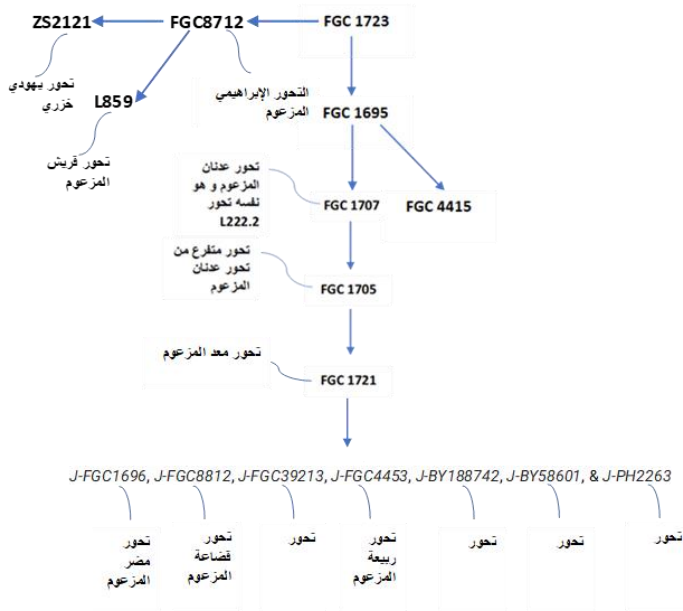 ZS2121
FGC8712
FGC 1723
تحور يهودي
خزري
L859
التحور الإبراهيمي
المزعوم
FGC 1695
تحور قريش
المزعوم
تحور عدنان
المزعوم و هو
نفسه تحور
L222.2
FGC 1707
FGC 4415
تحور متفرع من
تحور عدنان
المزعوم
FGC 1705
تحور معد المزعوم
FGC 1721
J-FGC1696, J-FGC8812, J-FGC39213, J-FGC4453, J-BY188742, J-BY58601, & J-PH2263
تحور
مضر
المزعوم
تحور
قضاعة
المزعوم
تحور
تحور
ربيعة
المزعوم
تحور
تحور
تحور